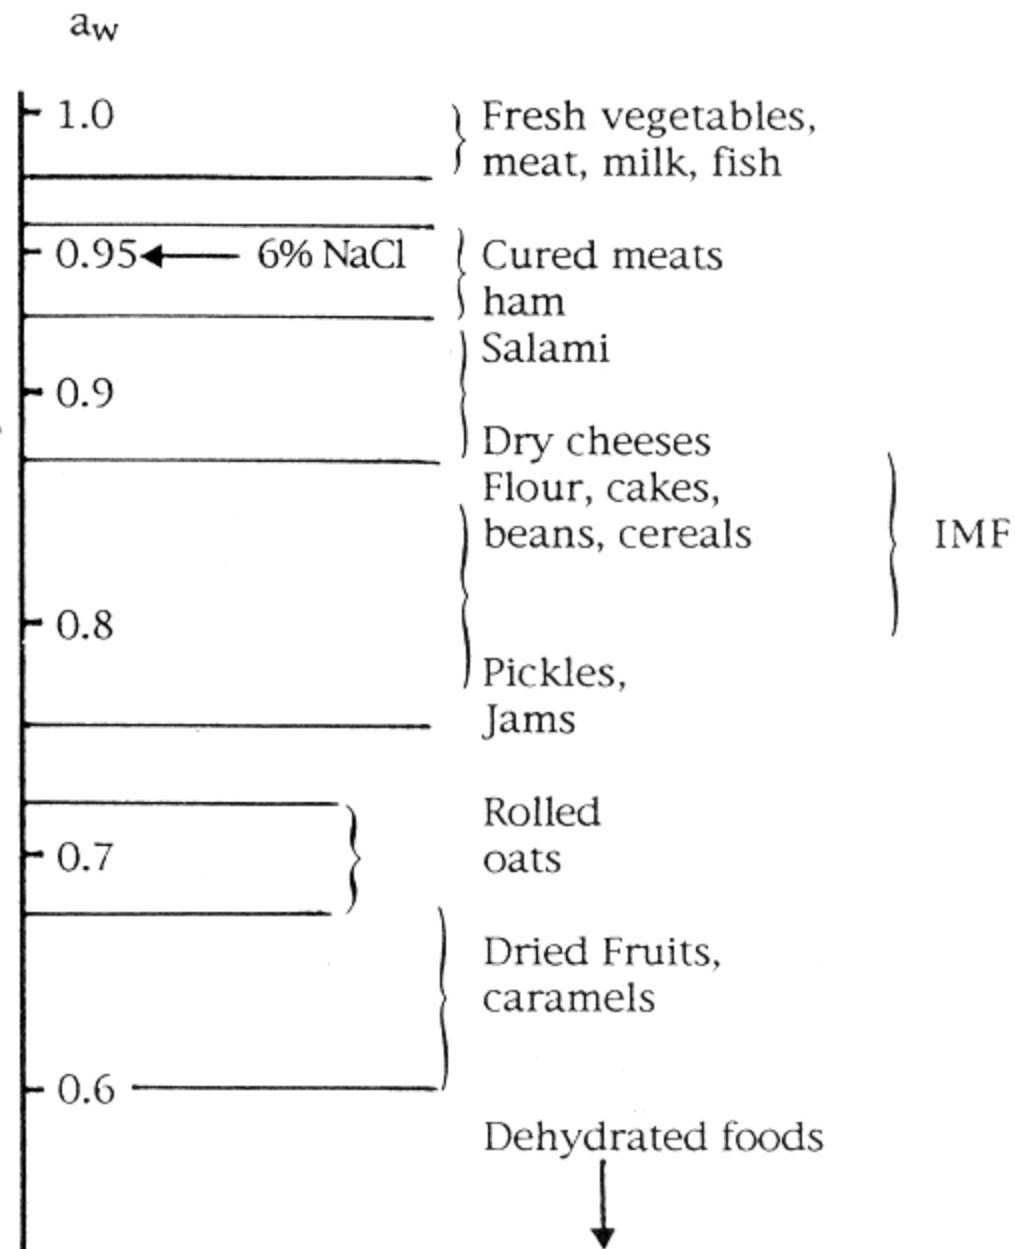 aw
1.0
Fresh vegetables,
meat, milk, fish
0.95 6% NaCl
Cured meats
ham
Salami
0.9
Dry cheeses
Flour, cakes,
beans, cereals
IMF
0.8
Pickles,
Jams
Rolled
0.7
oats
Dried Fruits,
caramels
0.6
Dehydrated foods